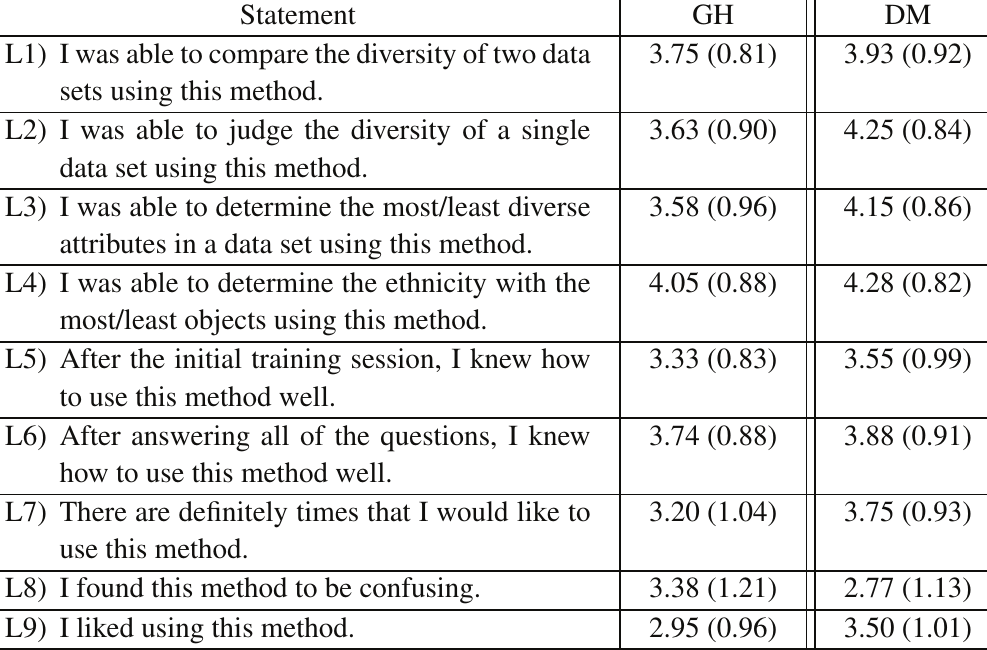 Statement GH DM
L1) I was able to compare the diversity of two data 3.75 (0.81) 3.93 (0.92)
sets using this method.
L2) I was able to judge the diversity of a single 3.63 (0.90) 4.25 (0.84)
data set using this method.
L3) I was able to determine the most/least diverse 3.58 (0.96) 4.15 (0.86)
attributes in a data set using this method.
L4) I was able to determine the ethnicity with the 4.05 (0.88) 4.28 (0.82)
most/least objects using this method.
L5) After the initial training session, I knew how 3.33 (0.83) 3.55 (0.99)
to use this method well.
L6) After answering all of the questions, I knew 3.74 (0.88) 3.88 (0.91)
how to use this method well.
L7) There are definitely times that I would like to 3.20 (1.04) 3.75 (0.93)
use this method.
L8) I found this method to be confusing. 3.38 (1.21) 2.77 (1.13)
L9) I liked using this method. 2.95 (0.96) 3.50 (1.01)